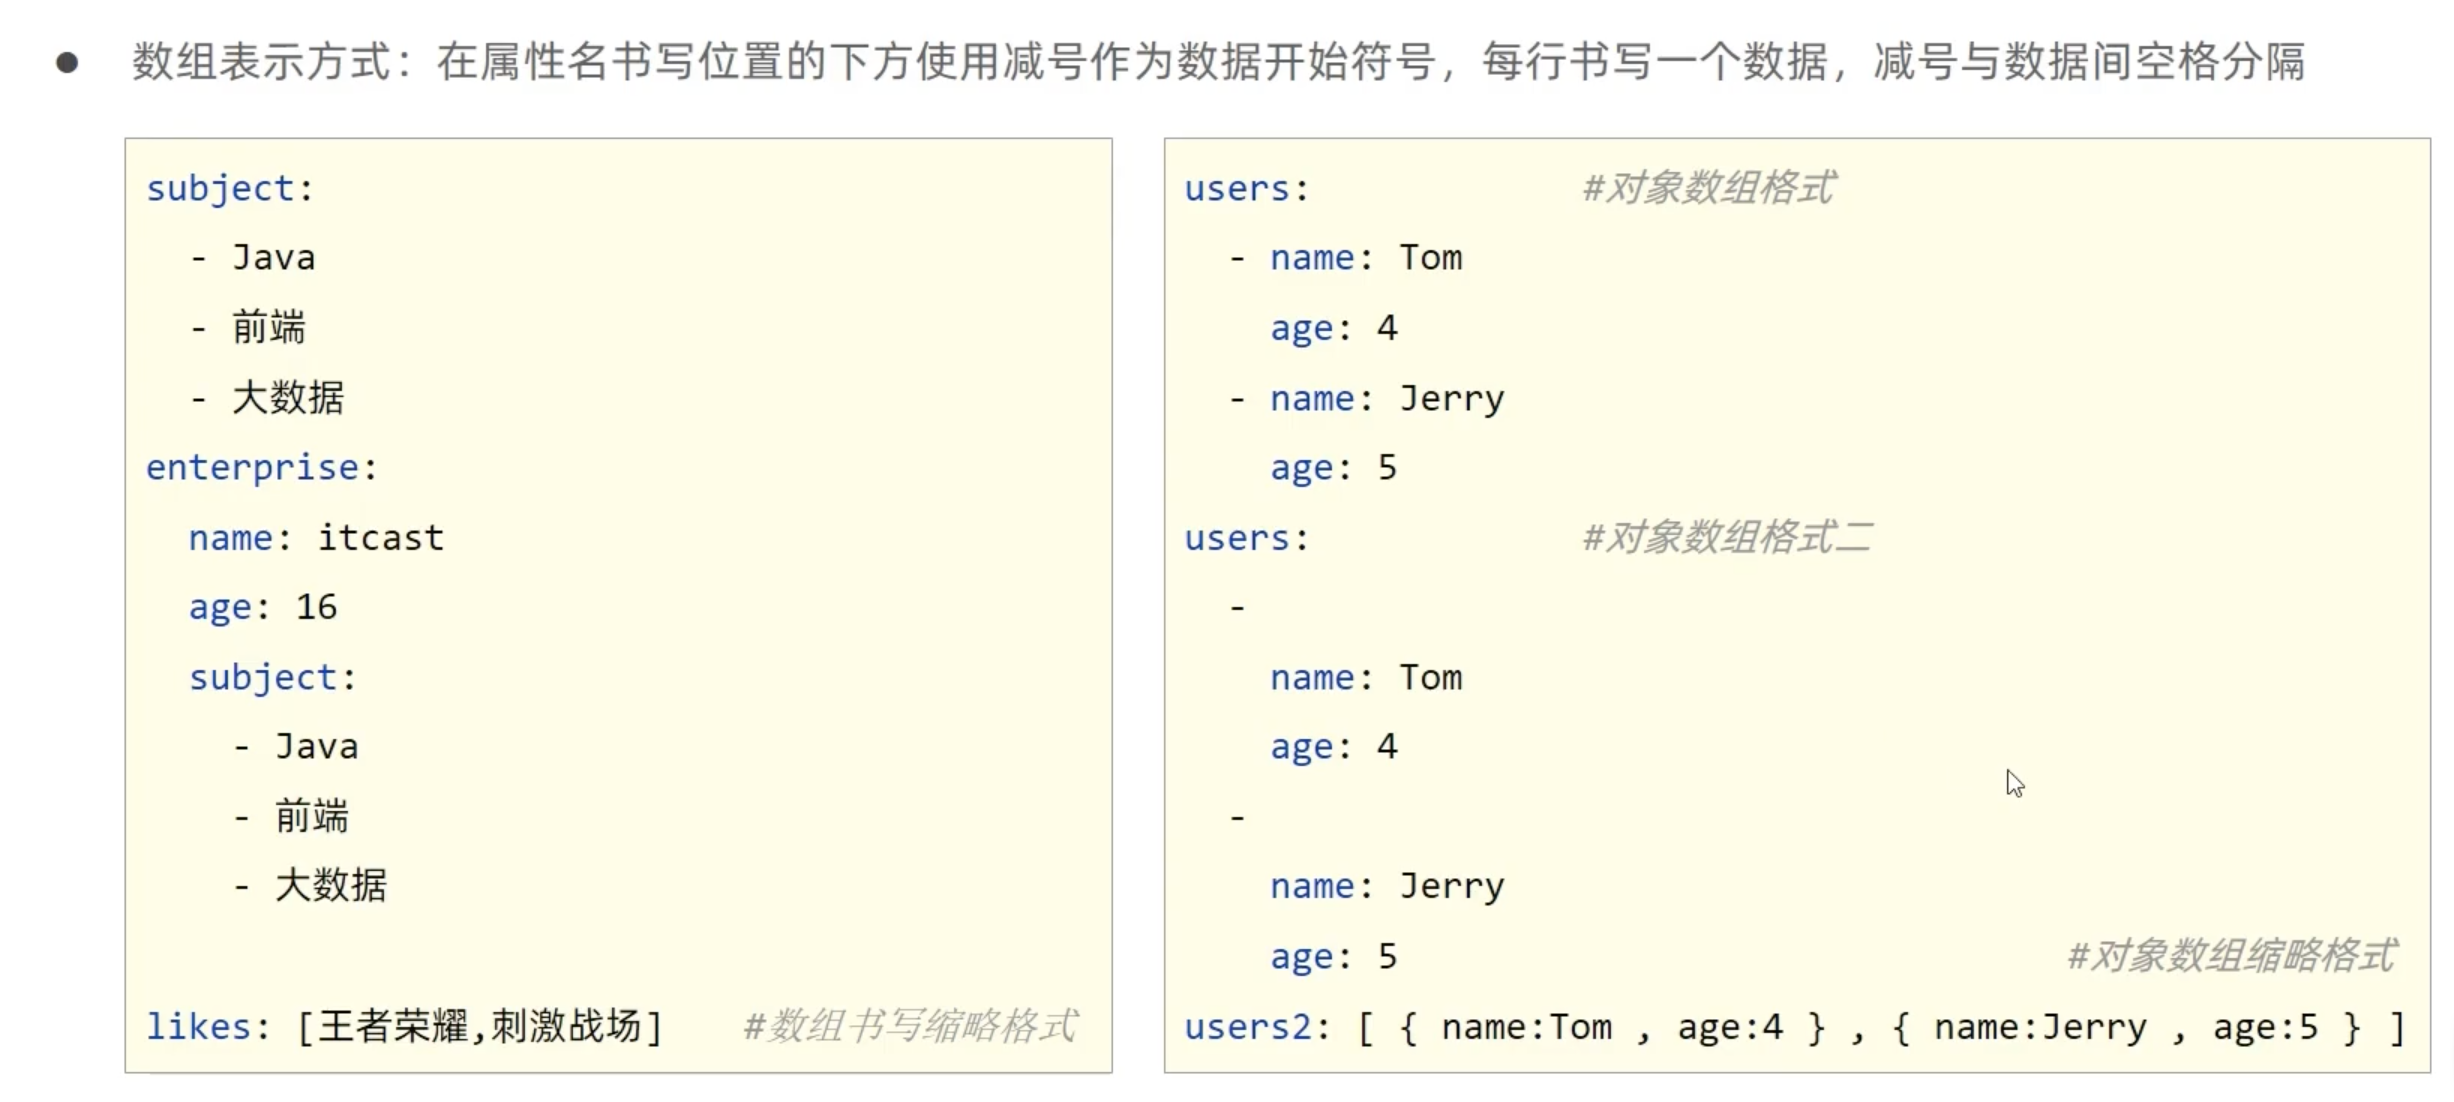 ● 数组表示方式：在属性名书写位置的下方使用减号作为数据开始符号，每行书写一个数据，减号与数据间空格分隔
subject:
- Java
- 前端
- 大数据
enterprise:
name: itcast
age: 16
subject:
- Java
- 前端
- 大数据
likes: [王者荣耀,刺激战场] #数组书写缩略格式
users: #对象数组格式
- name: Tom
age: 4
- name: Jerry
age: 5
users: #对象数组格式二
-
name: Tom
age: 4
-
name: Jerry
age: 5
#对象数组缩略格式
users2: [ { name:Tom , age:4 } , { name:Jerry , age:5 } ]